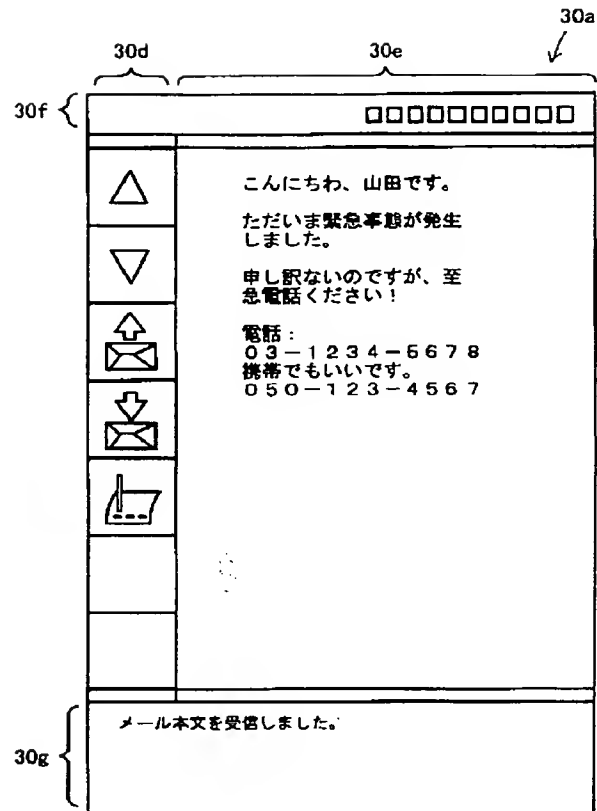 30a
30d
30e
30f
□□□□□□□□□□
こんにちわ、山田です。
ただいま緊急事態が発生
しました。
申し訳ないのですが、至
急電話ください！
電話：
03－1234－5678
携帯でもいいです。
050－123－4567
メール本文を受信しました。
30g